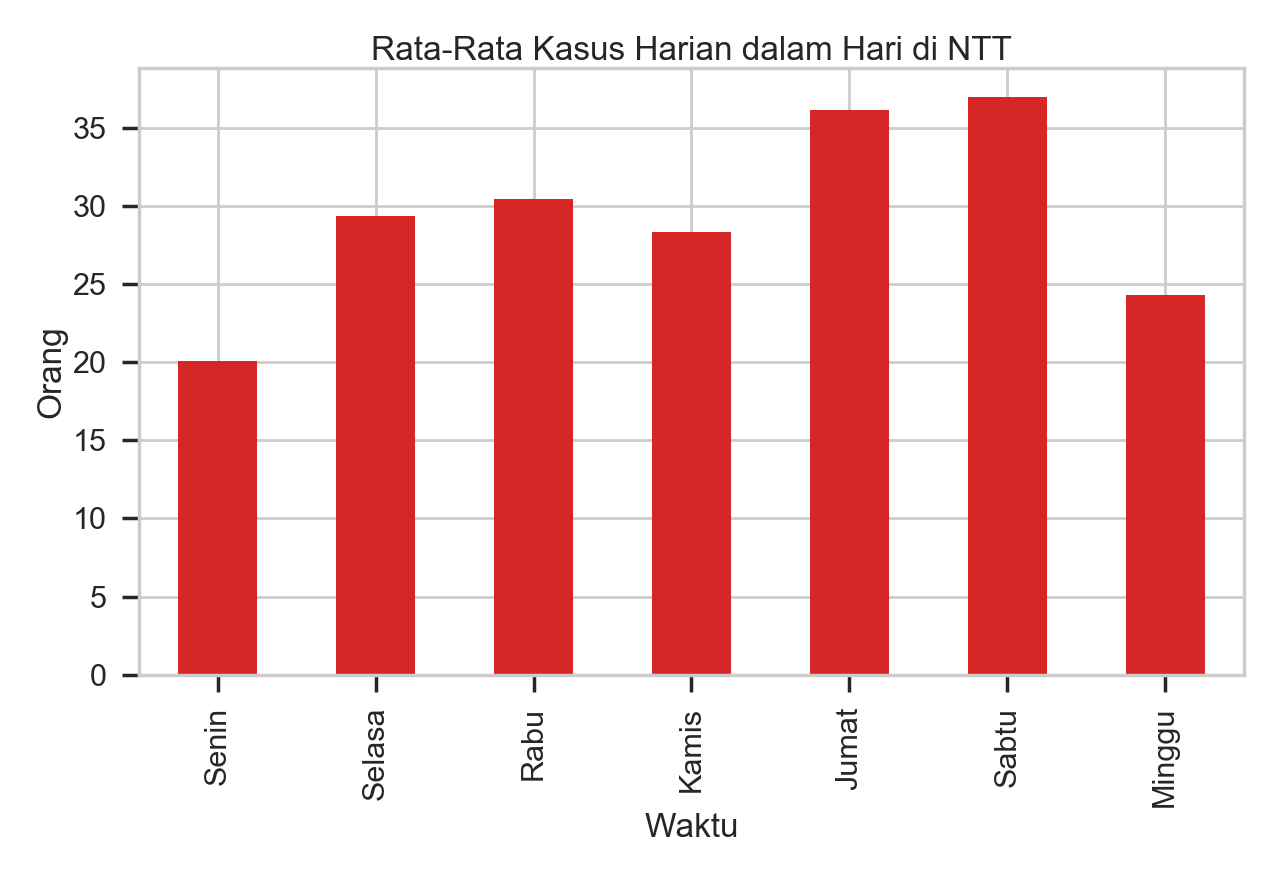 Rata-Rata Kasus Harian dalam Hari di NTT
Orang
35
30
25
20
15
10
5
0
Senin
Selasa
Rabu
Kamis
Jumat
Sabtu
Minggu
Waktu